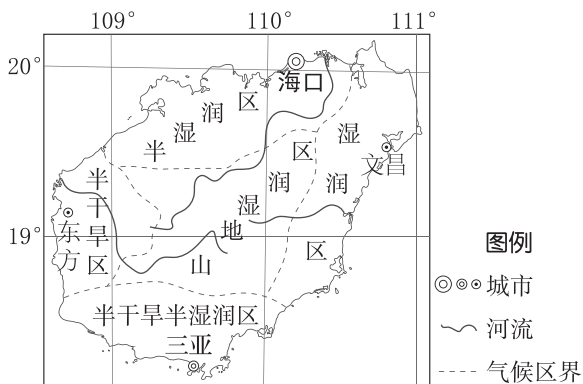 109° 110° 111°
20°
19°
海口
半湿润区
湿润区
文昌
山地湿润区
半干旱区
东方
半干旱半湿润区
三亚
图例
城市
河流
气候区界